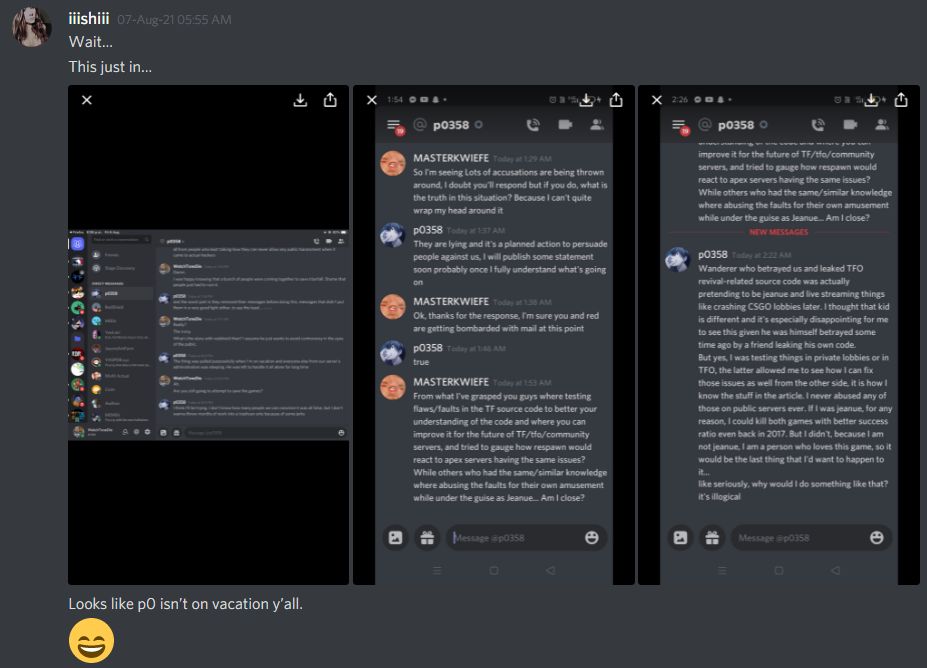 iiishiii 07-Aug-21 05:55 AM
Wait...
This just in...
p0358
Friends
Stage Discovery
DIRECT MESSAGES
p0358
WatchTowerDie
1:54
19
@ p0358
MASTERKWIEFE Today at 1:29 AM
So I'm seeing Lots of accusations are being thrown
around, I doubt you'll respond but if you do, what is
the truth in this situation? Because I can't quite
wrap my head around it
p0358 Today at 1:37 AM
They are lying and it's a planned action to persuade
people against us, I will publish some statement
soon probably once I fully understand what's going
on
MASTERKWIEFE Today at 1:38 AM
Ok, thanks for the response, I'm sure you and red
are getting bombarded with mail at this point
p0358 Today at 1:46 AM
true
MASTERKWIEFE Today at 1:53 AM
From what I've grasped you guys where testing
flaws/faults in the TF source code to better your
understanding of the code and where you can
improve it for the future of TF/tfo/community
servers, and tried to gauge how respawn would
react to apex servers having the same issues?
While others who had the same/similar knowledge
where abusing the faults for their own amusement
while under the guise as Jeanue... Am I close?
Message @p0358
2:26
19
@ p0358
understanding of the code and where you can
improve it for the future of TF/tfo/community
servers, and tried to gauge how respawn would
react to apex servers having the same issues?
While others who had the same/similar knowledge
where abusing the faults for their own amusement
while under the guise as Jeanue... Am I close?
NEW MESSAGES
p0358 Today at 2:22 AM
Wanderer who betrayed us and leaked TFO
revival-related source code was actually
pretending to be jeanue and live streaming things
like crashing CSGO lobbies later. I thought that kid
is different and it's especially disappointing for me
to see this given he was himself betrayed some
time ago by a friend leaking his own code.
But yes, I was testing things in private lobbies or in
TFO, the latter allowed me to see how I can fix
those issues as well from the other side, it is how I
know the stuff in the article. I never abused any of
those on public servers ever. If I was jeanue, for any
reason, I could kill both games with better success
ratio even back in 2017. But I didn't, because I am
not jeanue, I am a person who loves this game, so it
would be the last thing that I'd want to happen to
it...
like seriously, why would I do something like that?
it's illogical
Message @p0358
Looks like p0 isn't on vacation y'all.